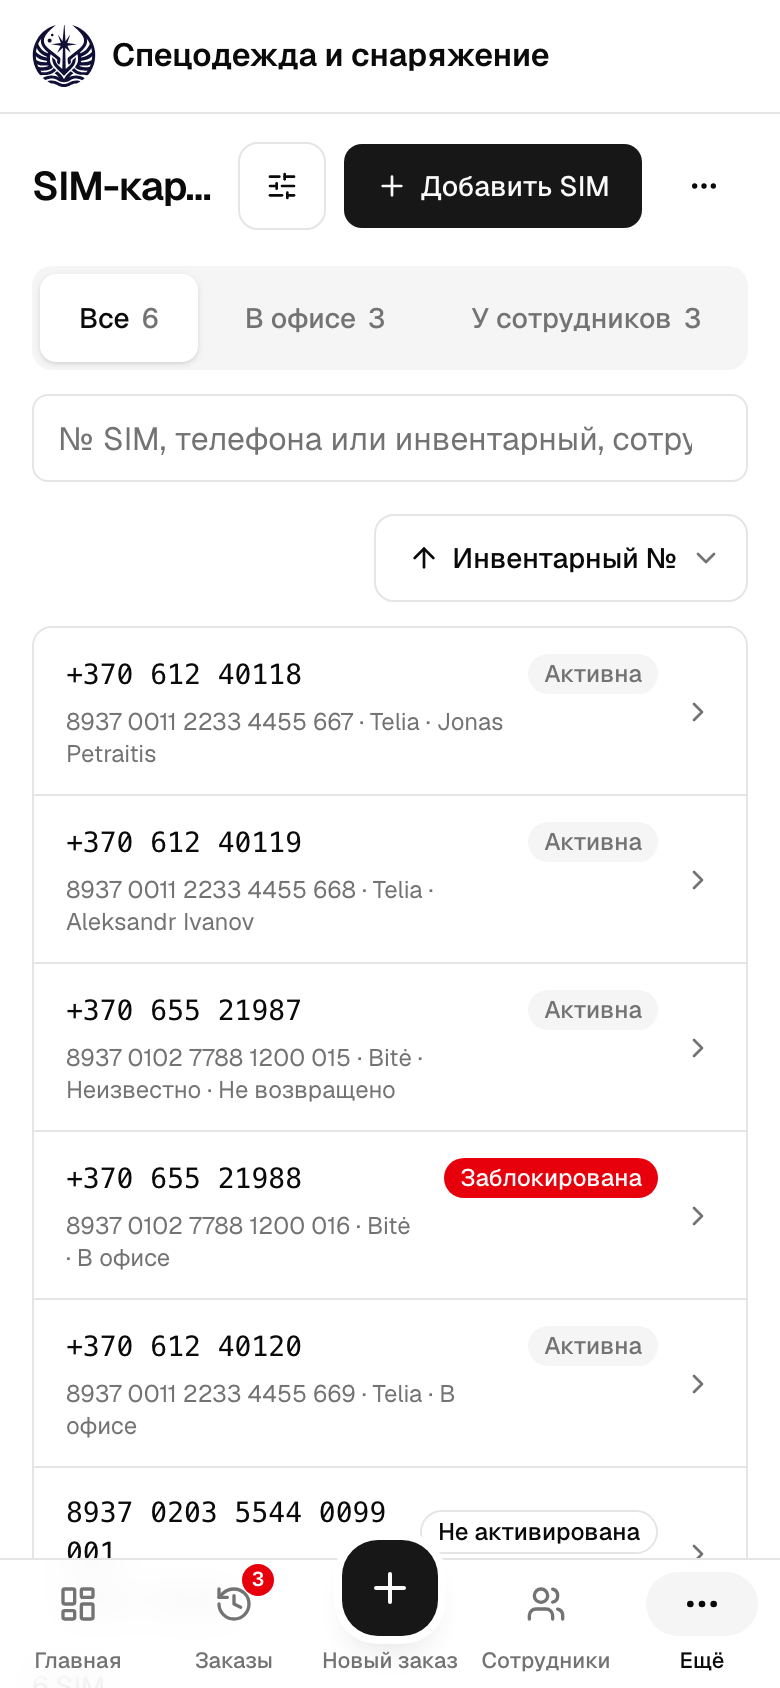 Спецодежда и снаряжение
SIM-кар...
Добавить SIM
Все 6
В офисе 3
У сотрудников 3
№ SIM, телефона или инвентарный, сотру
Инвентарный №
+370 612 40118
Активна
8937 0011 2233 4455 667 · Telia · Jonas
Petraitis
+370 612 40119
Активна
8937 0011 2233 4455 668 · Telia ·
Aleksandr Ivanov
+370 655 21987
Активна
8937 0102 7788 1200 015 · Bitė ·
Неизвестно · Не возвращено
+370 655 21988
Заблокирована
8937 0102 7788 1200 016 · Bitė
· В офисе
+370 612 40120
Активна
8937 0011 2233 4455 669 · Telia · В
офисе
8937 0203 5544 0099
001
Не активирована
3
Главная
Заказы
Новый заказ
Сотрудники
Ещё
6 SIM